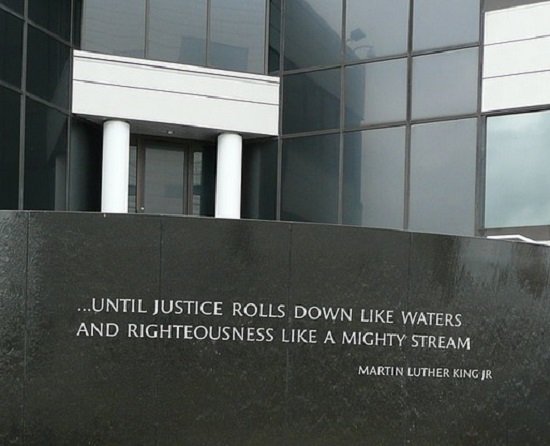 ...UNTIL JUSTICE ROLLS DOWN LIKE WATERS
AND RIGHTEOUSNESS LIKE A MIGHTY STREAM
MARTIN LUTHER KING JR